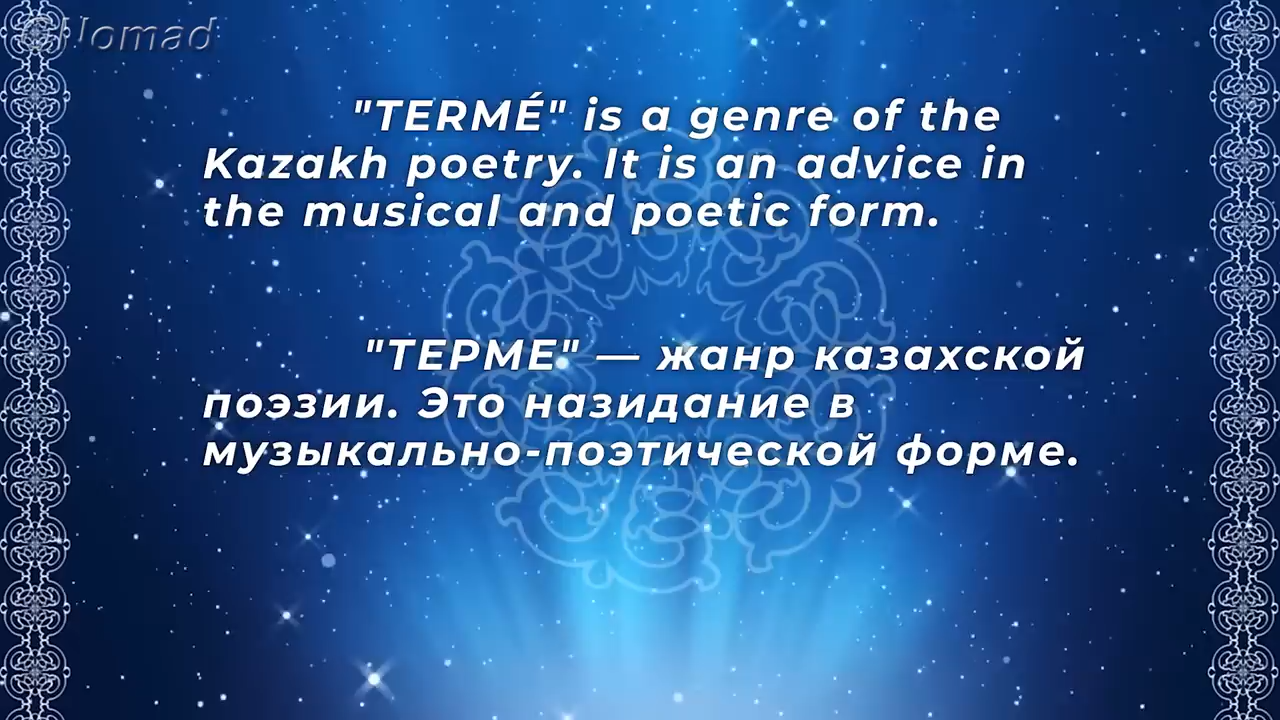 ©Nomad
"TERMÉ" is a genre of the
Kazakh poetry. It is an advice in
the musical and poetic form.
"ТЕРМЕ" — жанр казахской
поэзии. Это назидание в
музыкально-поэтической форме.